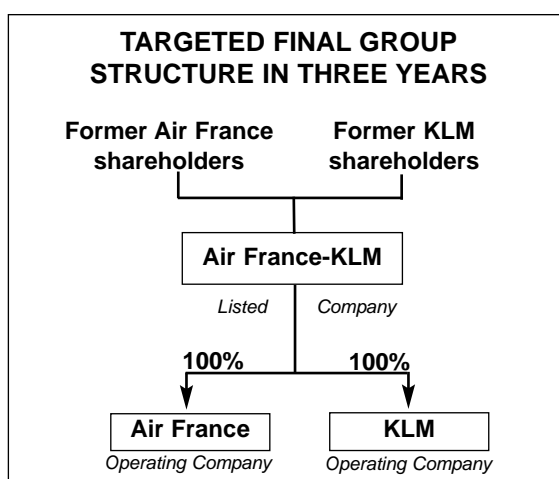 TARGETED FINAL GROUP
STRUCTURE IN THREE YEARS
Former Air France
shareholders
Former KLM
shareholders
Air France-KLM
Listed Company
100% 100%
Air France
Operating Company
KLM
Operating Company